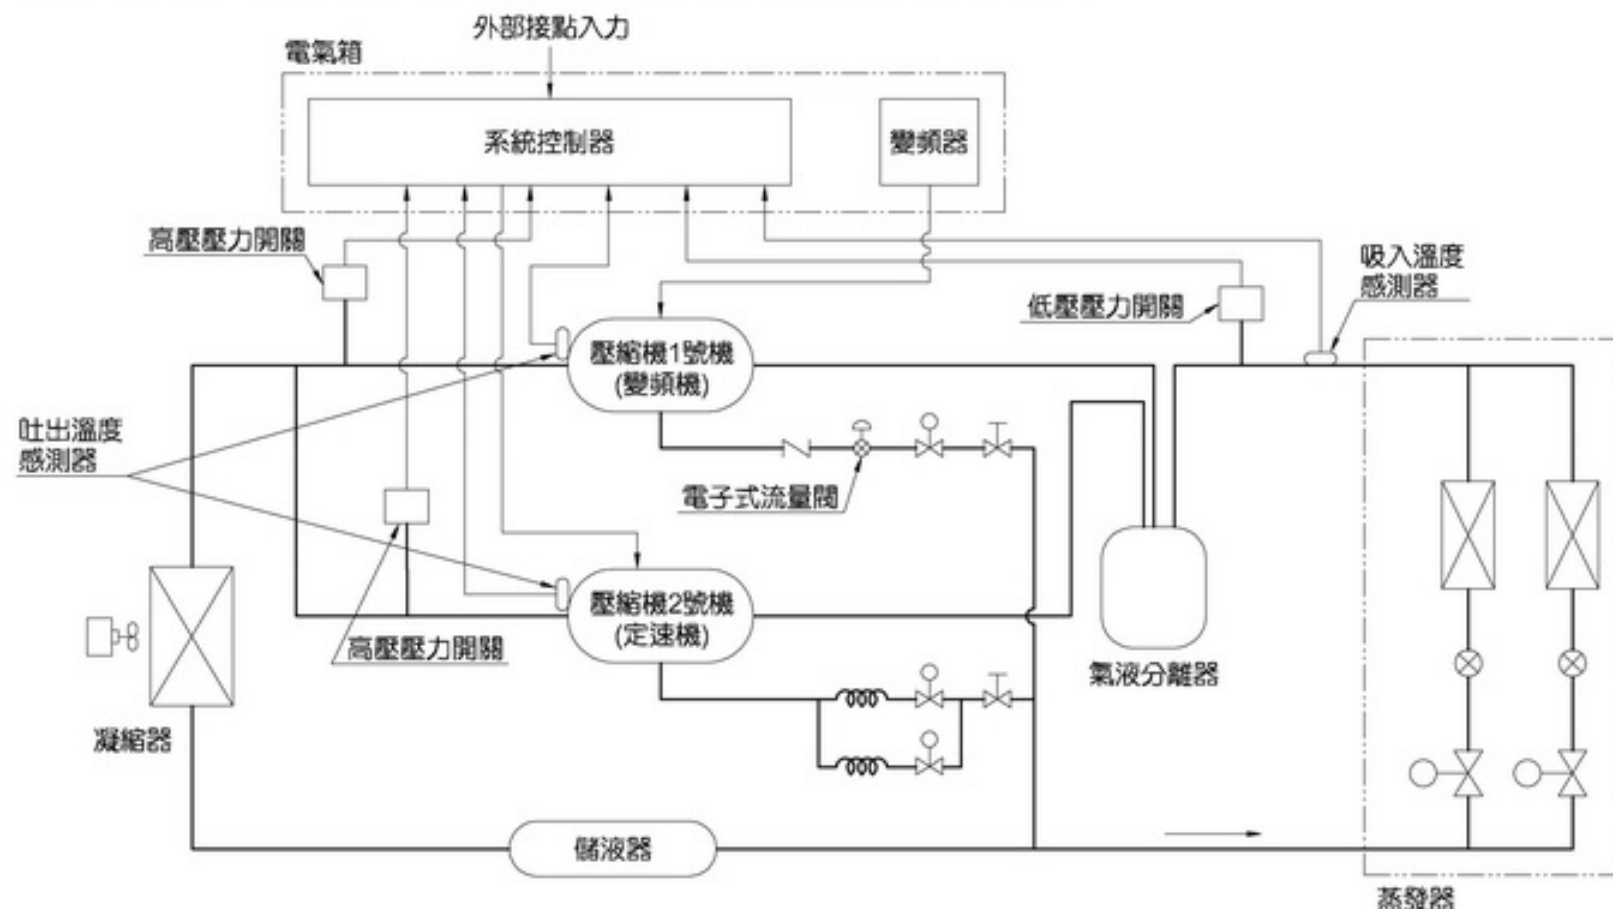 外部接點入力
電氣箱
系統控制器
變頻器
高壓壓力開關
吸入溫度
感測器
低壓壓力開關
壓縮機1號機
(變頻機)
吐出溫度
感測器
電子式流量閥
壓縮機2號機
(定速機)
高壓壓力開關
氣液分離器
凝縮器
儲液器
蒸發器